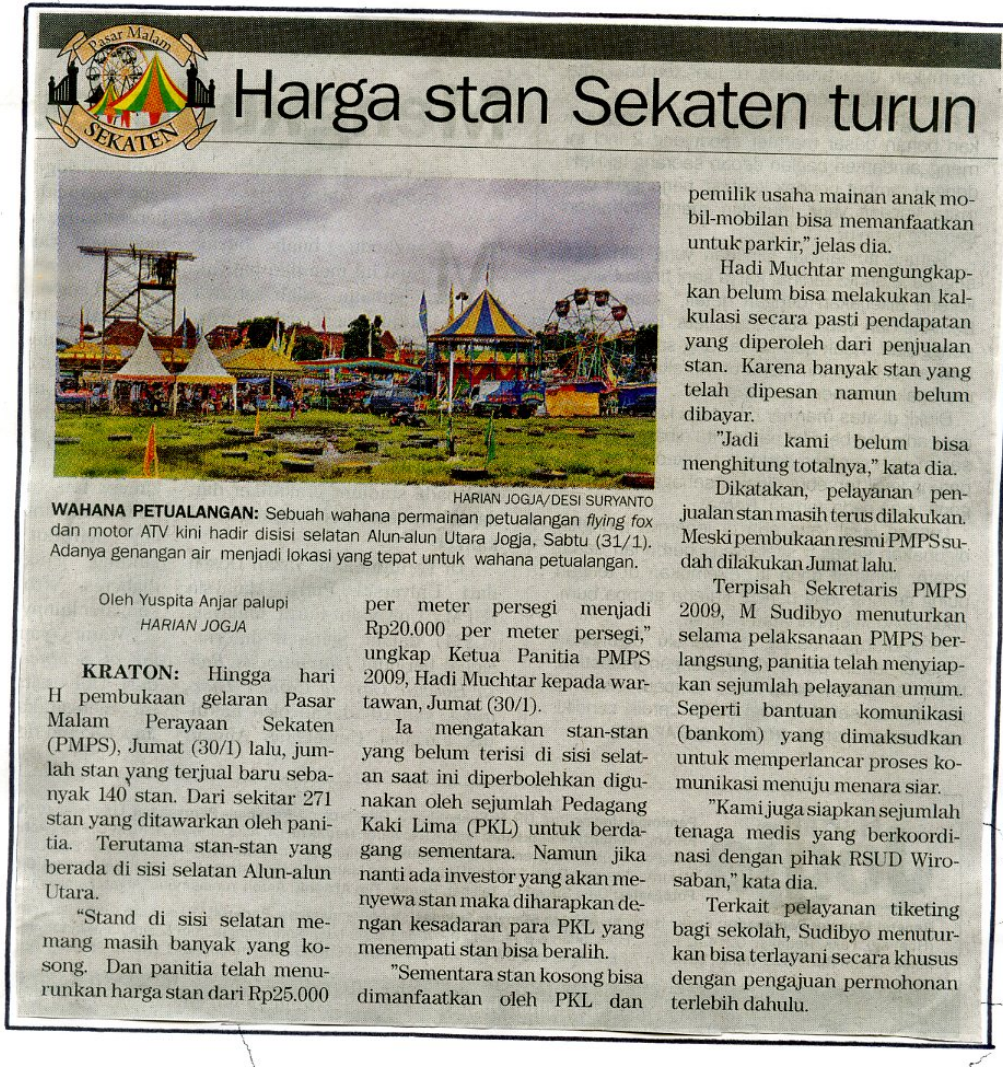 Pasar Malam
SEKATEN
Harga stan Sekaten turun
HARIAN JOGJA/DESI SURYANTO
WAHANA PETUALANGAN: Sebuah wahana permainan petualangan flying fox
dan motor ATV kini hadir disisi selatan Alun-alun Utara Jogja, Sabtu (31/1).
Adanya genangan air menjadi lokasi yang tepat untuk wahana petualangan.
Oleh Yuspita Anjar palupi
HARIAN JOGJA
KRATON: Hingga hari
H pembukaan gelaran Pasar
Malam Perayaan Sekaten
(PMPS), Jumat (30/1) lalu, jum-
lah stan yang terjual baru seba-
nyak 140 stan. Dari sekitar 271
stan yang ditawarkan oleh pani-
tia. Terutama stan-stan yang
berada di sisi selatan Alun-alun
Utara.
"Stand di sisi selatan me-
mang masih banyak yang ko-
song. Dan panitia telah menu-
runkan harga stan dari Rp25.000
per meter persegi menjadi
Rp20.000 per meter persegi,"
ungkap Ketua Panitia PMPS
2009, Hadi Muchtar kepada war-
tawan, Jumat (30/1).
Ia mengatakan stan-stan
yang belum terisi di sisi selat-
an saat ini diperbolehkan digu-
nakan oleh sejumlah Pedagang
Kaki Lima (PKL) untuk berda-
gang sementara. Namun jika
nanti ada investor yang akan me-
nyewa stan maka diharapkan de-
ngan kesadaran para PKL yang
menempati stan bisa beralih.
"Sementara stan kosong bisa
dimanfaatkan oleh PKL dan
pemilik usaha mainan anak mo-
bil-mobilan bisa memanfaatkan
untuk parkir," jelas dia.
Hadi Muchtar mengungkap-
kan belum bisa melakukan kal-
kulasi secara pasti pendapatan
yang diperoleh dari penjualan
stan. Karena banyak stan yang
telah dipesan namun belum
dibayar.
"Jadi kami belum bisa
menghitung totalnya," kata dia.
Dikatakan, pelayanan pen-
jualan stan masih terus dilakukan.
Meski pembukaan resmi PMPS su-
dah dilakukan Jumat lalu.
Terpisah Sekretaris PMPS
2009, M Sudibyo menuturkan
selama pelaksanaan PMPS ber-
langsung, panitia telah menyiap-
kan sejumlah pelayanan umum.
Seperti bantuan komunikasi
(bankom) yang dimaksudkan
untuk memperlancar proses ko-
munikasi menuju menara siar.
"Kami juga siapkan sejumlah
tenaga medis yang berkoordi-
nasi dengan pihak RSUD Wiro-
saban," kata dia.
Terkait pelayanan tiketing
bagi sekolah, Sudibyo menutur-
kan bisa terlayani secara khusus
dengan pengajuan permohonan
terlebih dahulu.